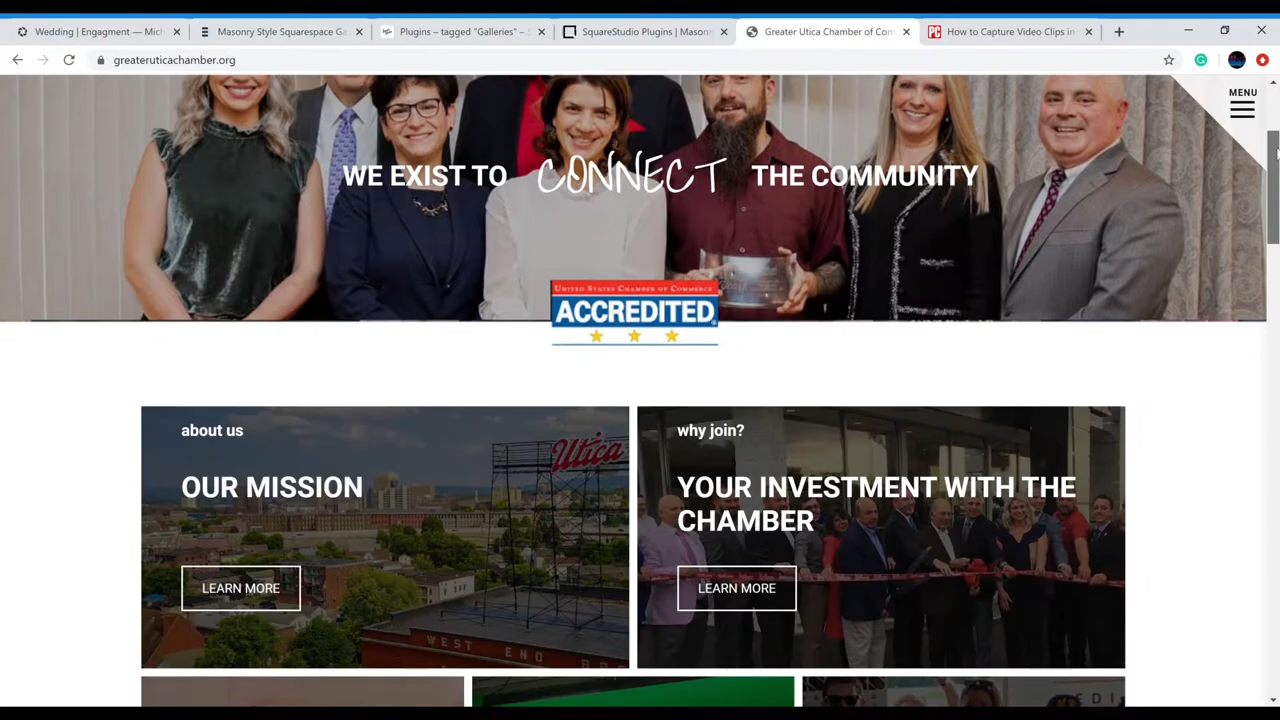 Wedding | Engagment — Mich
Masonry Style Squarespace Ga
Plugins – tagged "Galleries" –
SquareStudio Plugins | Masonr
Greater Utica Chamber of Com
How to Capture Video Clips in
greateruticachamber.org
MENU
WE EXIST TO CONNECT THE COMMUNITY
UNITED STATES CHAMBER OF COMMERCE
ACCREDITED
about us
OUR MISSION
LEARN MORE
Utica
WEST END
why join?
YOUR INVESTMENT WITH THE
CHAMBER
LEARN MORE